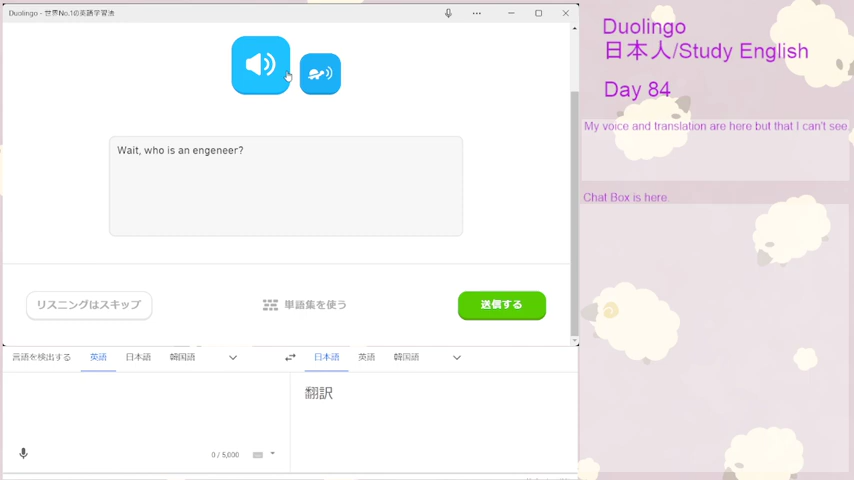 Duolingo - 世界No.1の英語学習法
Wait, who is an engeneer?
リスニングはスキップ
単語集を使う
送信する
言語を検出する 英語 日本語 韓国語
日本語 英語 韓国語
翻訳
0 / 5,000
Duolingo
日本人/Study English
Day 84
My voice and translation are here but that I can't see.
Chat Box is here.